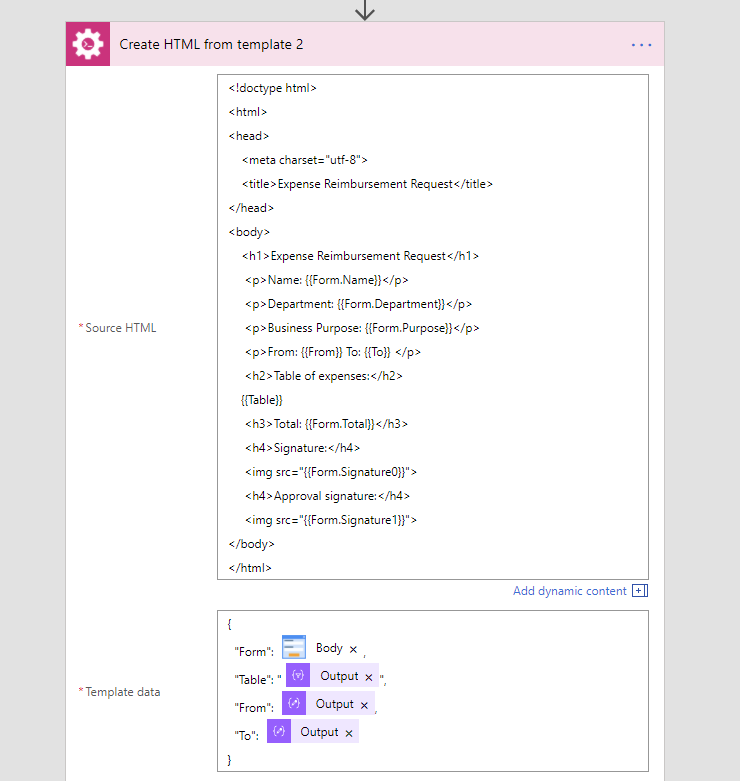 Create HTML from template 2
...
* Source HTML
<!doctype html>
<html>
<head>
<meta charset="utf-8">
<title>Expense Reimbursement Request</title>
</head>
<body>
<h1>Expense Reimbursement Request</h1>
<p>Name: {{Form.Name}}</p>
<p>Department: {{Form.Department}}</p>
<p>Business Purpose: {{Form.Purpose}}</p>
<p>From: {{From}} To: {{To}} </p>
<h2>Table of expenses:</h2>
{{Table}}
<h3>Total: {{Form.Total}}</h3>
<h4>Signature:</h4>
<img src="{{Form.Signature0}}">
<h4>Approval signature:</h4>
<img src="{{Form.Signature1}}">
</body>
</html>
Add dynamic content
* Template data
{
"Form": Body × ,
"Table": " Output × ",
"From": Output × ,
"To": Output ×
}